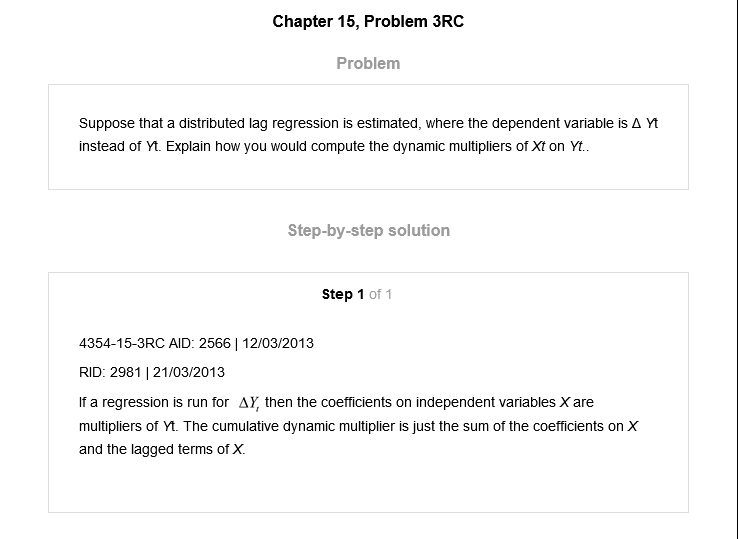 Chapter 15, Problem 3RC
Problem
Suppose that a distributed lag regression is estimated, where the dependent variable is Δ Yt
instead of Yt. Explain how you would compute the dynamic multipliers of Xt on Yt..
Step-by-step solution
Step 1 of 1
4354-15-3RC AID: 2566 | 12/03/2013
RID: 2981 | 21/03/2013
If a regression is run for ΔYt then the coefficients on independent variables X are
multipliers of Yt. The cumulative dynamic multiplier is just the sum of the coefficients on X
and the lagged terms of X.